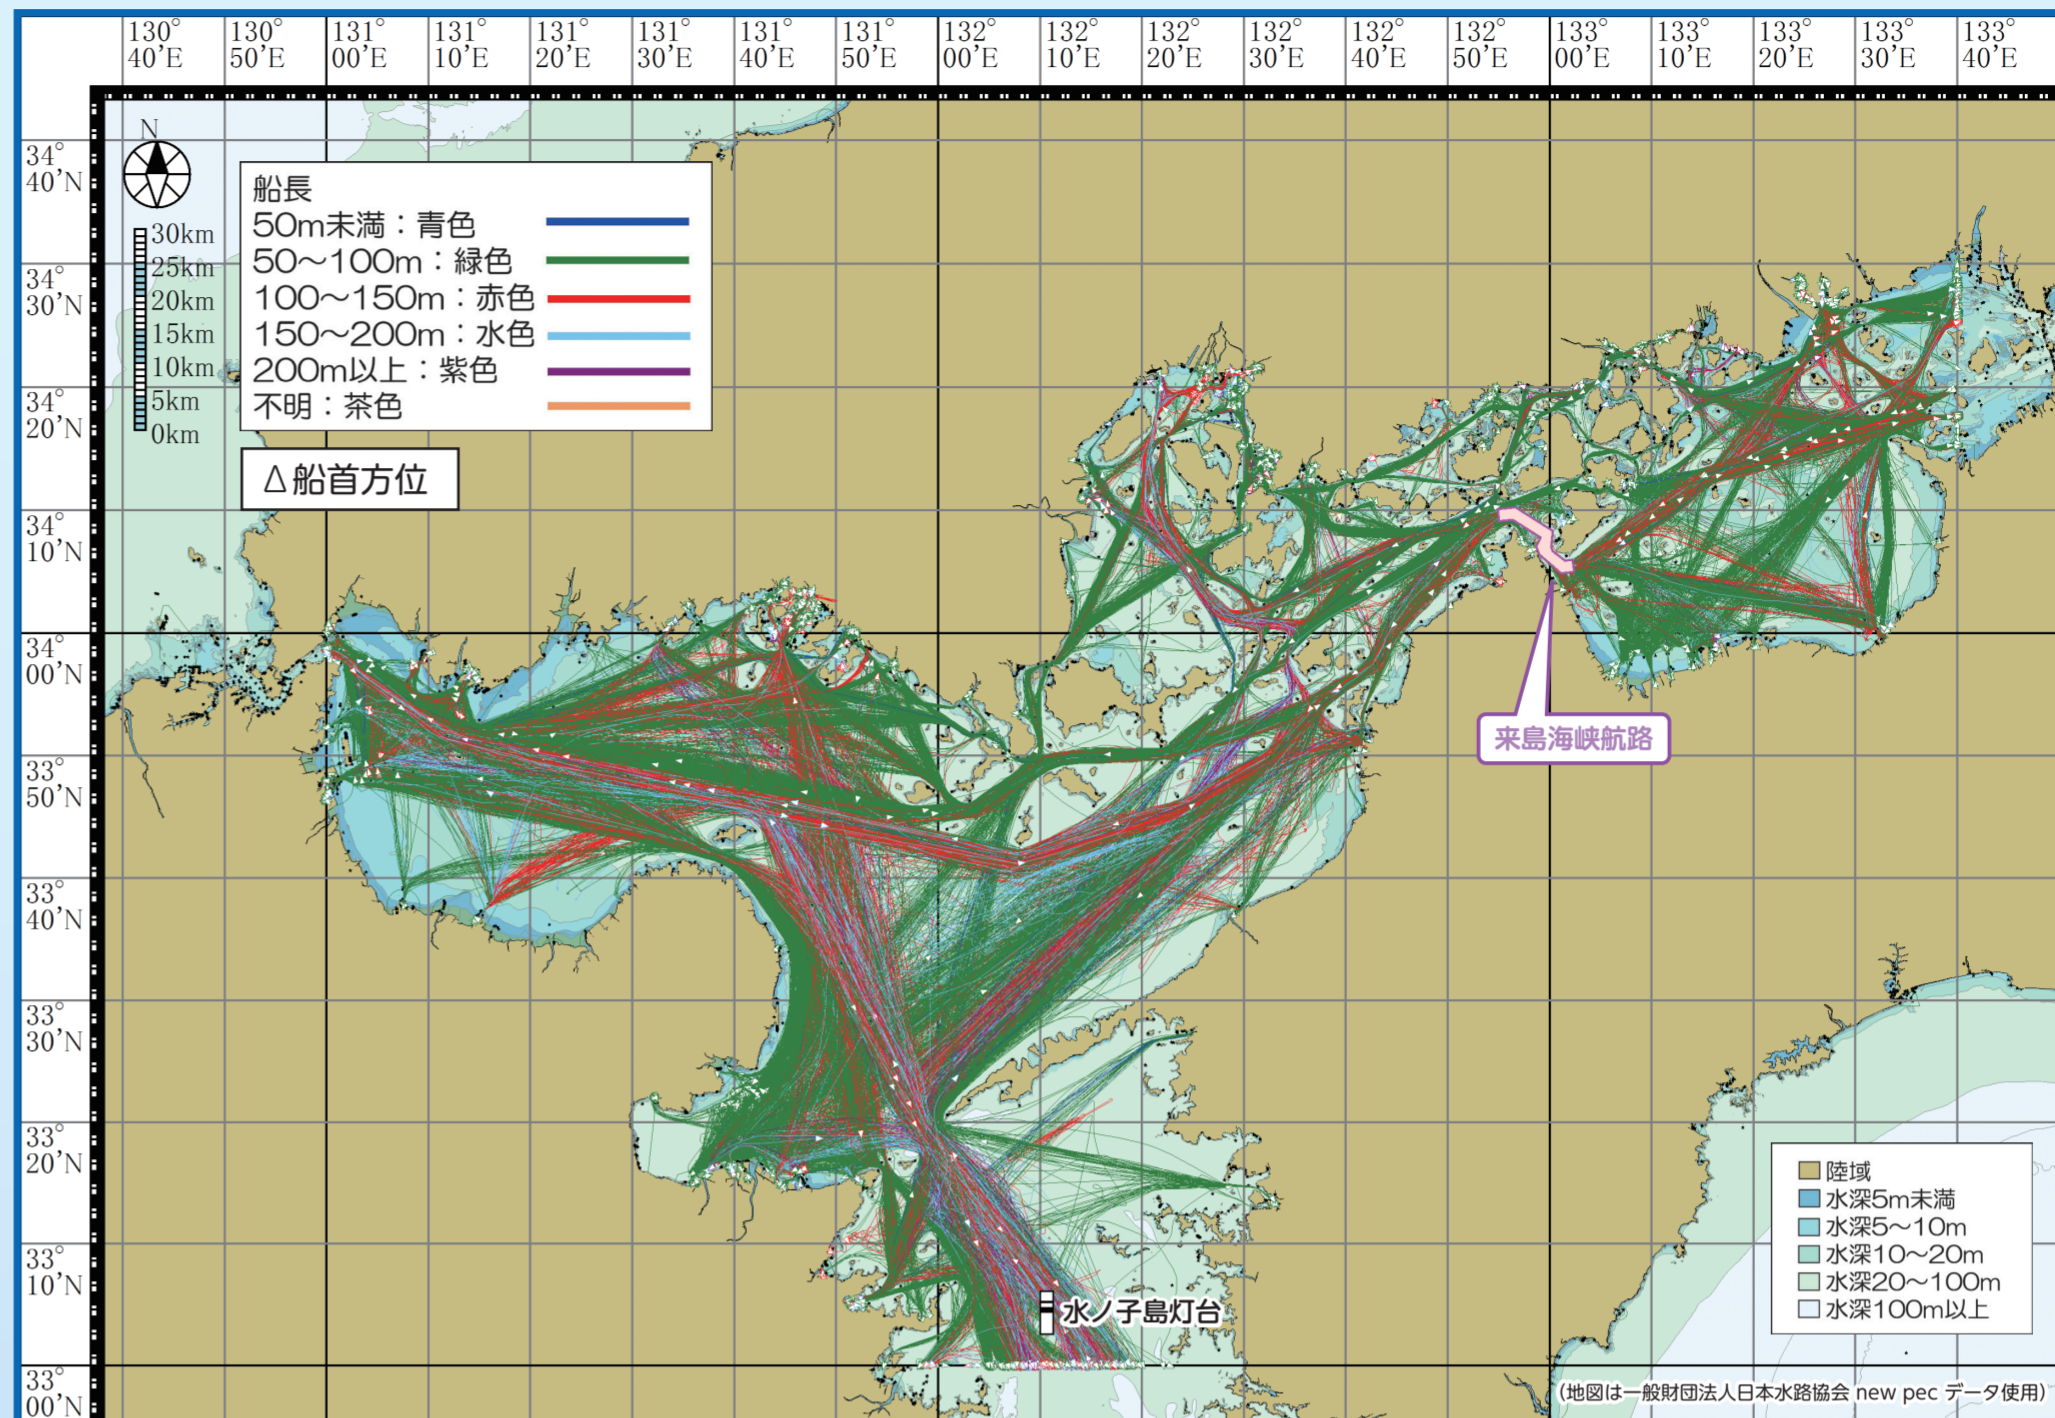 130° 40'E
130° 50'E
131° 00'E
131° 10'E
131° 20'E
131° 30'E
131° 40'E
131° 50'E
132° 00'E
132° 10'E
132° 20'E
132° 30'E
132° 40'E
132° 50'E
133° 00'E
133° 10'E
133° 20'E
133° 30'E
133° 40'E
34° 40'N
34° 30'N
34° 20'N
34° 10'N
34° 00'N
33° 50'N
33° 40'N
33° 30'N
33° 20'N
33° 10'N
33° 00'N
N
30km
25km
20km
15km
10km
5km
0km
船長
50m未満：青色
50〜100m：緑色
100〜150m：赤色
150〜200m：水色
200m以上：紫色
不明：茶色
△船首方位
来島海峡航路
水ノ子島灯台
陸域
水深5m未満
水深5〜10m
水深10〜20m
水深20〜100m
水深100m以上
(地図は一般財団法人日本水路協会 new pec データ使用)